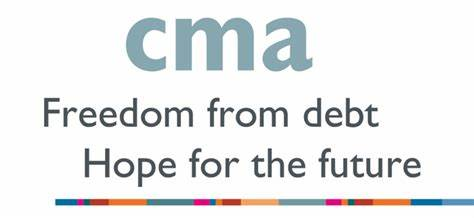 cma
Freedom from debt
Hope for the future